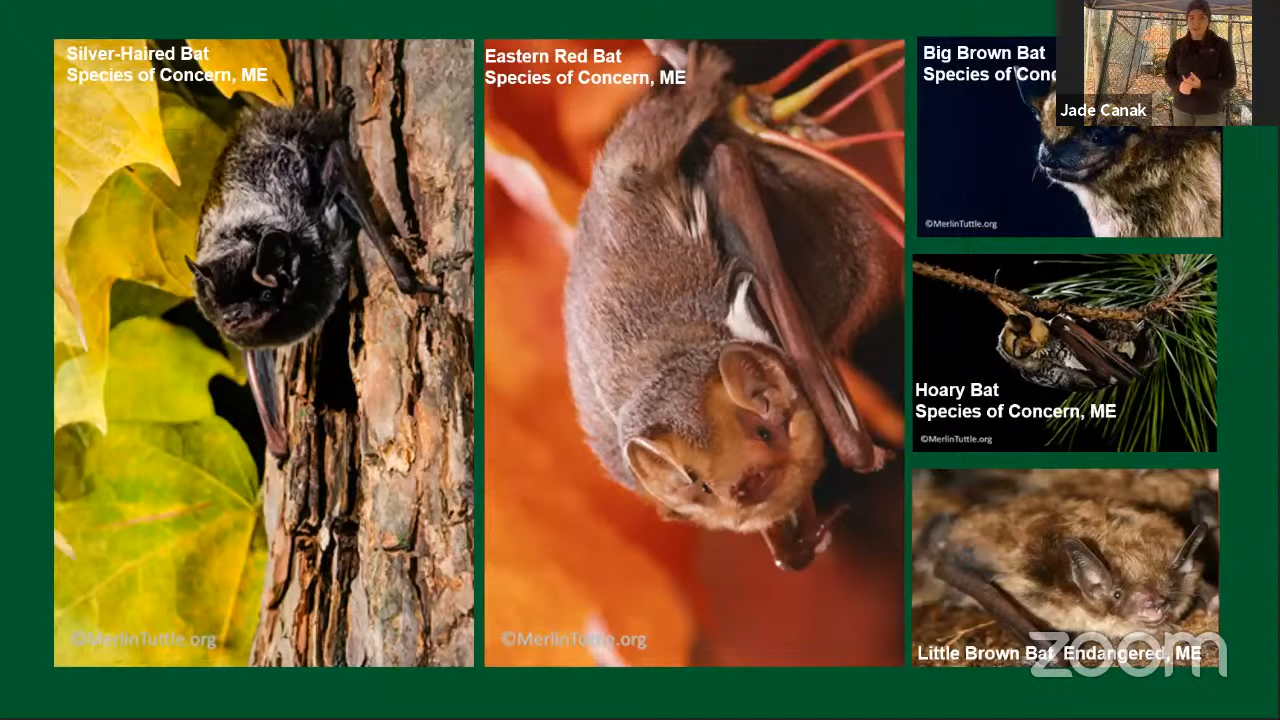 Silver-Haired Bat
Species of Concern, ME
©MerlinTuttle.org
Eastern Red Bat
Species of Concern, ME
©MerlinTuttle.org
Big Brown Bat
Species of
©MerlinTuttle.org
Jade Canak
Hoary Bat
Species of Concern, ME
©MerlinTuttle.org
Little Brown Bat, Endangered, ME
zoom